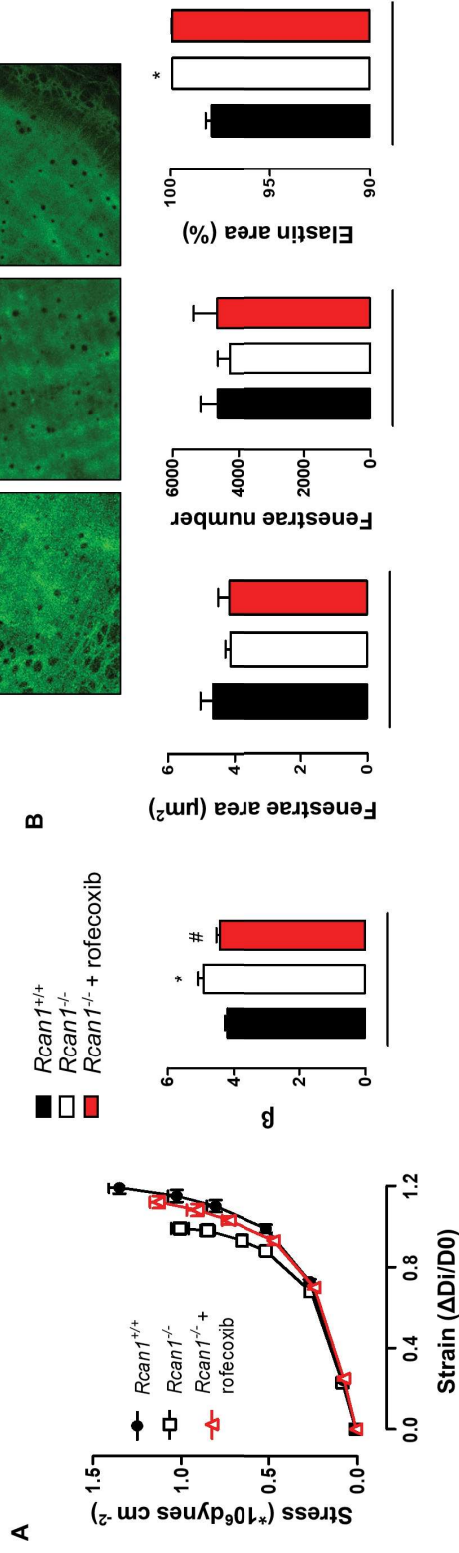 A
Stress (*10⁶dynes cm⁻²)
1.5
1.0
0.5
0.0
Rcan1⁺/⁺
Rcan1⁻/⁻
Rcan1⁻/⁻ +
rofecoxib
0.0
0.4
0.8
1.2
Strain (ΔDi/D0)
Rcan1⁺/⁺
Rcan1⁻/⁻
Rcan1⁻/⁻ + rofecoxib
β
6
4
2
0
*
#
B
Fenestrae area (μm²)
6
4
2
0
Fenestrae number
6000
4000
2000
0
Elastin area (%)
100
95
90
*